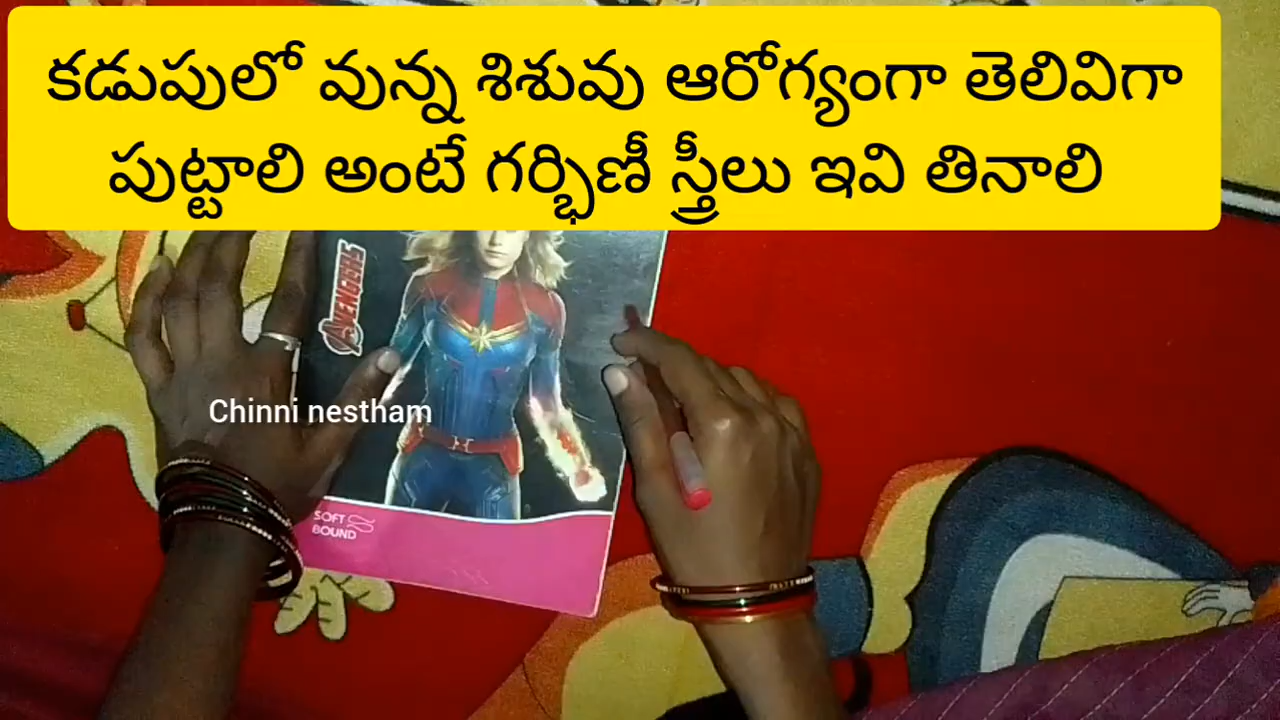 కడుపులో వున్న శిశువు ఆరోగ్యంగా తెలివిగా
పుట్టాలి అంటే గర్భిణీ స్త్రీలు ఇవి తినాలి
AVENGERS
Chinni nestham
SOFT
BOUND